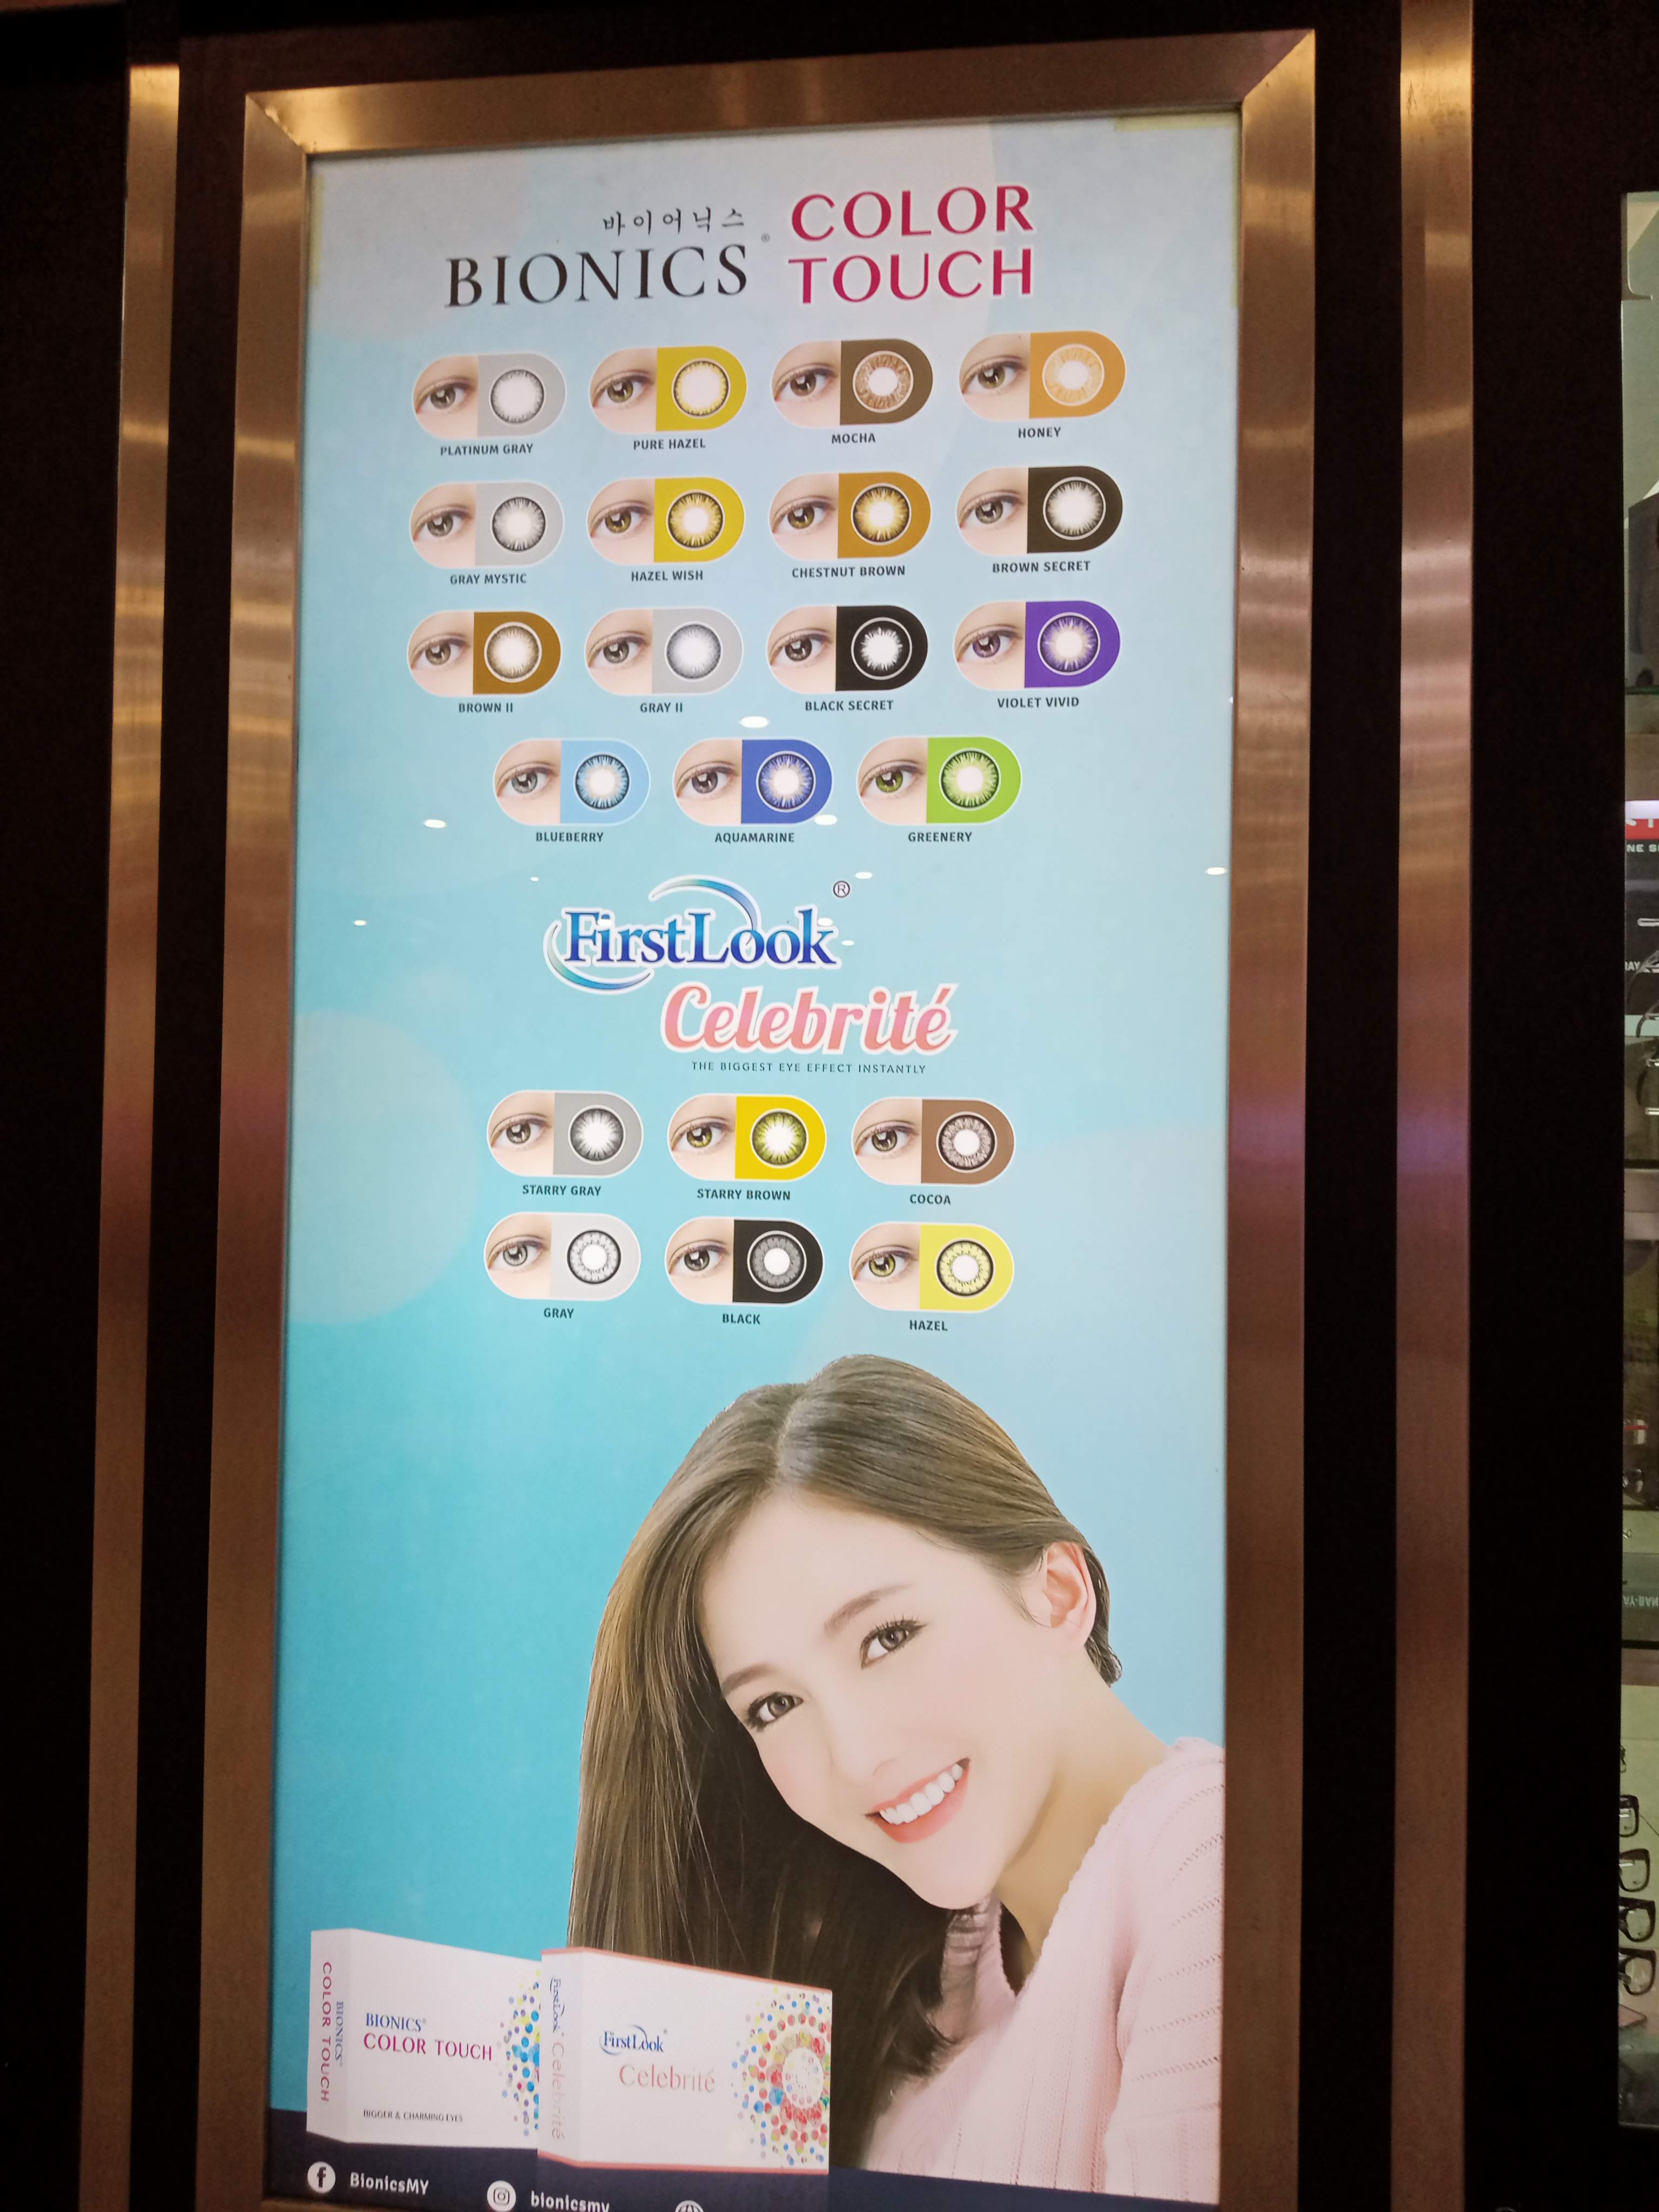 바이어닉스
BIONICS® COLOR
TOUCH
PLATINUM GRAY PURE HAZEL MOCHA HONEY
GRAY MYSTIC HAZEL WISH CHESTNUT BROWN BROWN SECRET
BROWN II GRAY II BLACK SECRET VIOLET VIVID
BLUEBERRY AQUAMARINE GREENERY
FirstLook®
Celebrité
THE BIGGEST EYE EFFECT INSTANTLY
STARRY GRAY STARRY BROWN COCOA
GRAY BLACK HAZEL
BIONICS®
COLOR TOUCH
BIONICS®
COLOR TOUCH
BIGGER & CHARMING EYES
FirstLook® Celebrité
FirstLook®
Celebrité
BionicsMY
bionicsmy